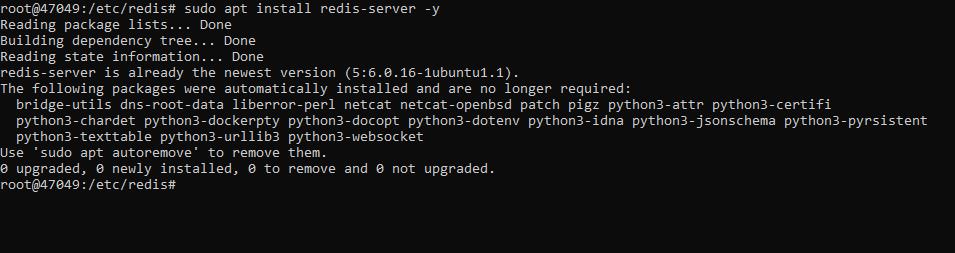 root@47049:/etc/redis# sudo apt install redis-server -y
Reading package lists... Done
Building dependency tree... Done
Reading state information... Done
redis-server is already the newest version (5:6.0.16-1ubuntu1.1).
The following packages were automatically installed and are no longer required:
  bridge-utils dns-root-data liberror-perl netcat netcat-openbsd patch pigz python3-attr python3-certifi
  python3-chardet python3-dockerpty python3-docopt python3-dotenv python3-idna python3-jsonschema python3-pyrsistent
  python3-texttable python3-urllib3 python3-websocket
Use 'sudo apt autoremove' to remove them.
0 upgraded, 0 newly installed, 0 to remove and 0 not upgraded.
root@47049:/etc/redis#